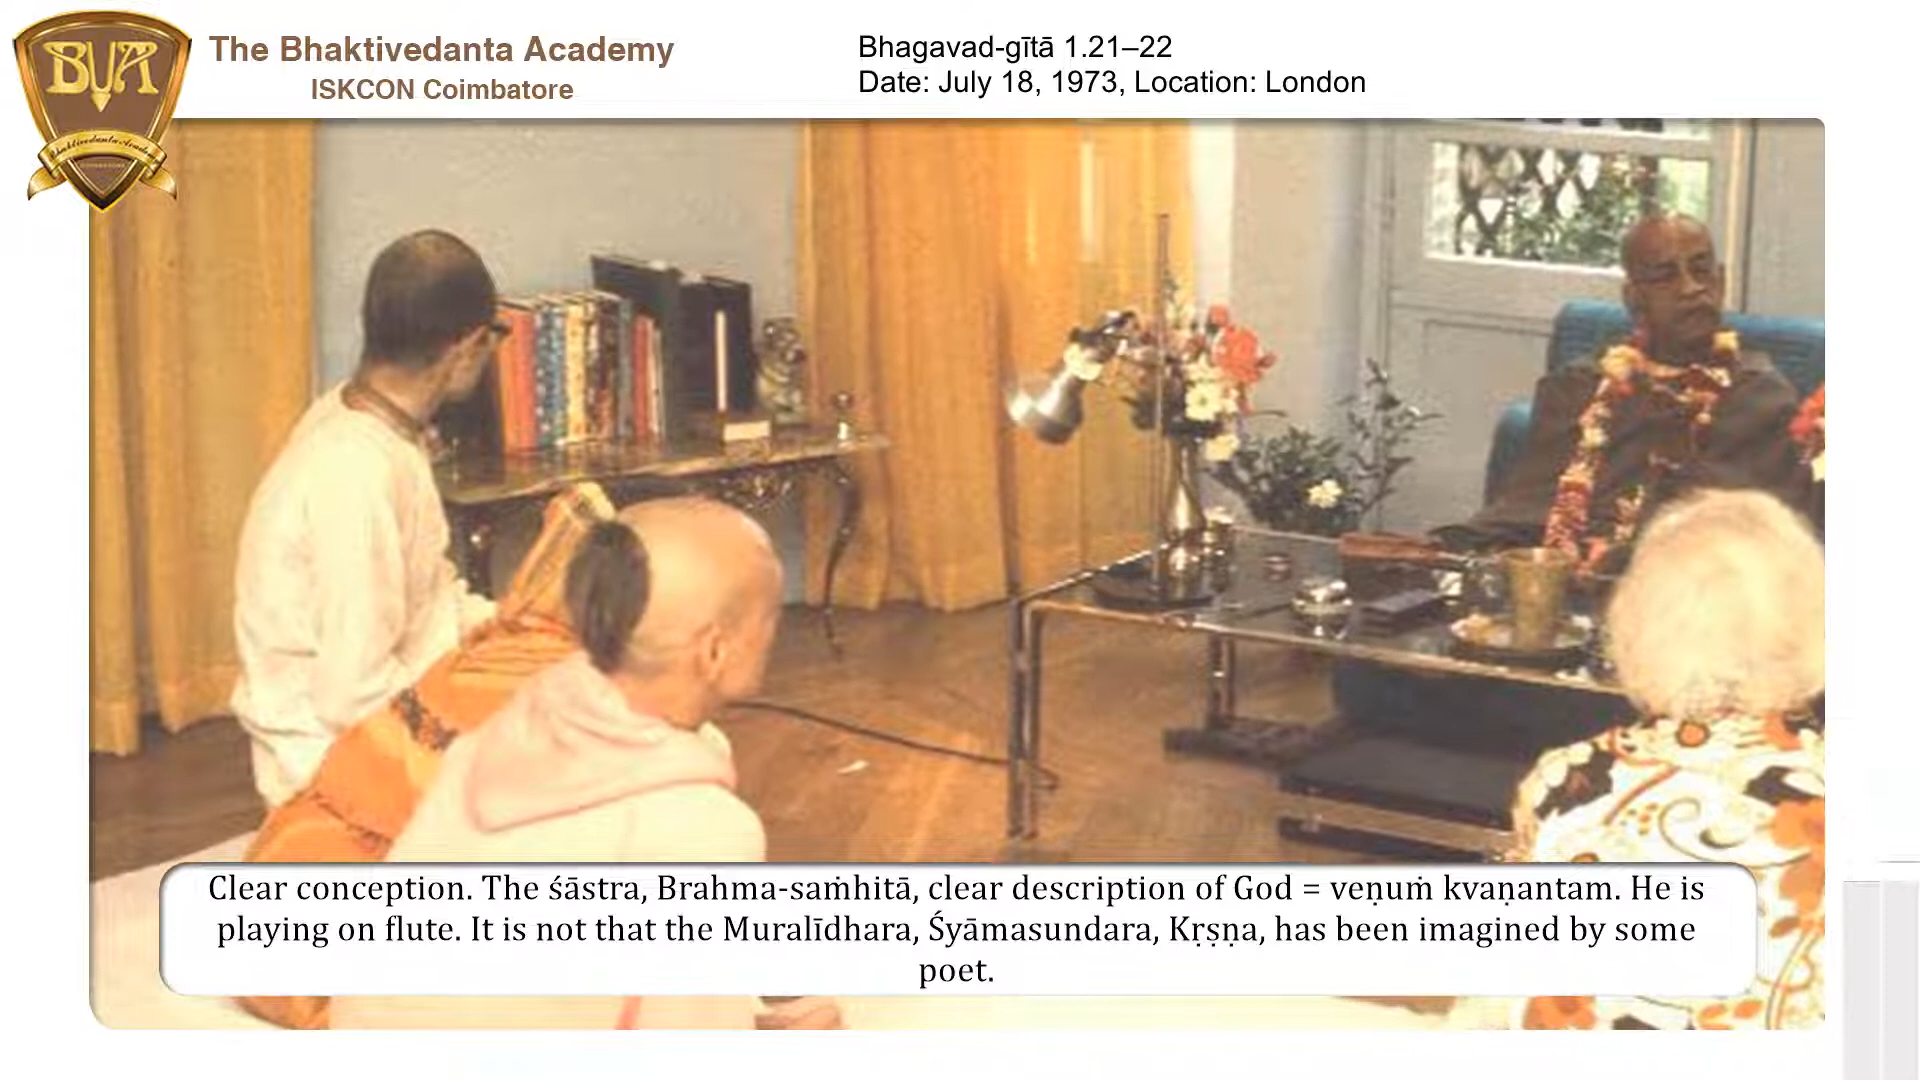 BVA
Bhaktivedanta Academy
The Bhaktivedanta Academy
ISKCON Coimbatore
Bhagavad-gītā 1.21–22
Date: July 18, 1973, Location: London
Clear conception. The śāstra, Brahma-saṁhitā, clear description of God = veṇuṁ kvaṇantam. He is
playing on flute. It is not that the Muralīdhara, Śyāmasundara, Kṛṣṇa, has been imagined by some
poet.